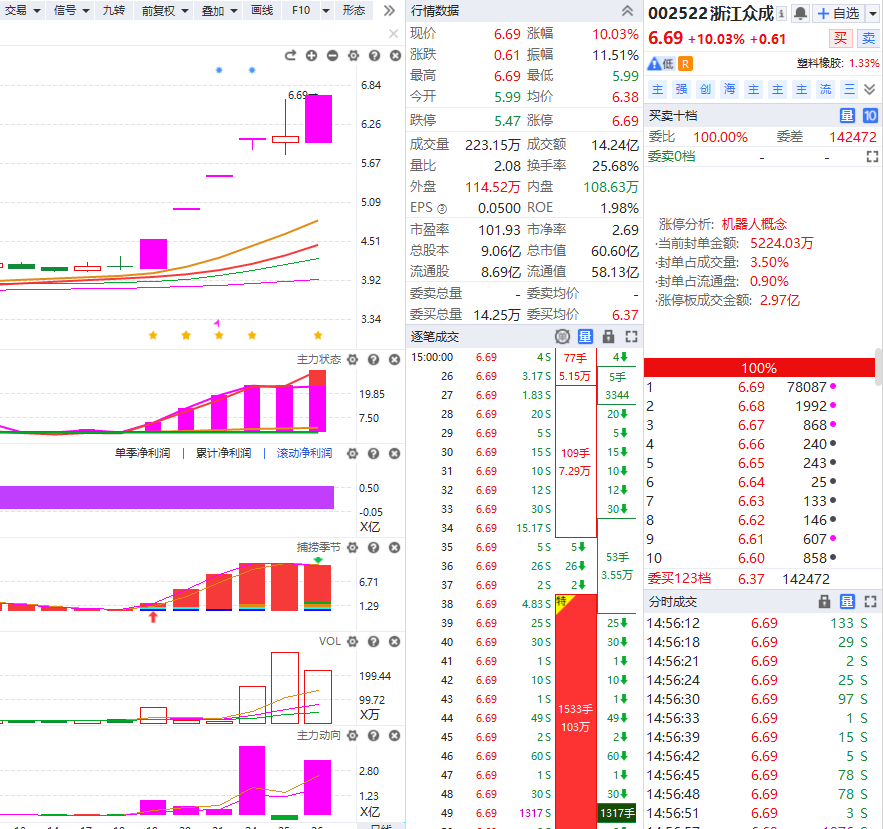 交易 信号 九转 前复权 叠加 画线 F10 形态
6.69
6.84
6.26
5.67
5.09
4.51
3.92
3.34
主力状态
19.85
7.50
单季净利润 | 累计净利润 | 滚动净利润
0.50
-0.05
X亿
捕捞季节
6.71
1.29
VOL
199.44
99.72
X万
主力动向
2.80
1.23
X亿
行情数据
现价 6.69 涨幅 10.03%
涨跌 0.61 振幅 11.51%
最高 6.69 最低 5.99
今开 5.99 均价 6.38
跌停 5.47 涨停 6.69
成交量 223.15万 成交额 14.24亿
量比 2.08 换手率 25.68%
外盘 114.52万 内盘 108.63万
EPS ③ 0.0500 ROE 1.98%
市盈率 101.93 市净率 2.69
总股本 9.06亿 总市值 60.60亿
流通股 8.69亿 流通值 58.13亿
委卖总量 - 委卖均价 -
委买总量 14.25万 委买均价 6.37
逐笔成交 量
15:00:00 6.69 4 S 77手 4
26 6.69 3.17 S 5.15万 5手
27 6.69 1.83 S 3344
28 6.69 20 S 20
29 6.69 5 S 5
30 6.69 15 S 109手 15
31 6.69 10 S 7.29万 10
32 6.69 12 S 12
33 6.69 30 S 30
34 6.69 15.17 S
35 6.69 5 S 5 53手
36 6.69 26 S 26 3.55万
37 6.69 2 S 2
38 6.69 4.83 S 特
39 6.69 25 S 25
40 6.69 30 S 30
41 6.69 1 S 1
42 6.69 10 S 10
43 6.69 1 S 1533手 1
44 6.69 49 S 103万 49
45 6.69 2 S 2
46 6.69 60 S 60
47 6.69 1 S 1
48 6.69 30 S 30
49 6.69 1317 S 1317手
002522 浙江众成 自选
6.69 +10.03% +0.61 买 卖
低 R 塑料橡胶: 1.33%
主 强 创 海 主 主 主 流 三
买卖十档 量 10
委比 100.00% 委差 142472
委卖0档 - -
涨停分析: 机器人概念
·当前封单金额: 5224.03万
·封单占成交量: 3.50%
·封单占流通盘: 0.90%
·涨停板成交金额: 2.97亿
100%
1 6.69 78087
2 6.68 1992
3 6.67 868
4 6.66 240
5 6.65 243
6 6.64 25
7 6.63 133
8 6.62 146
9 6.61 607
10 6.60 858
委买123档 6.37 142472
分时成交 量
14:56:12 6.69 133 S
14:56:18 6.69 29 S
14:56:21 6.69 2 S
14:56:24 6.69 25 S
14:56:30 6.69 97 S
14:56:33 6.69 1 S
14:56:39 6.69 15 S
14:56:42 6.69 5 S
14:56:45 6.69 78 S
14:56:48 6.69 78 S
14:56:51 6.69 3 S